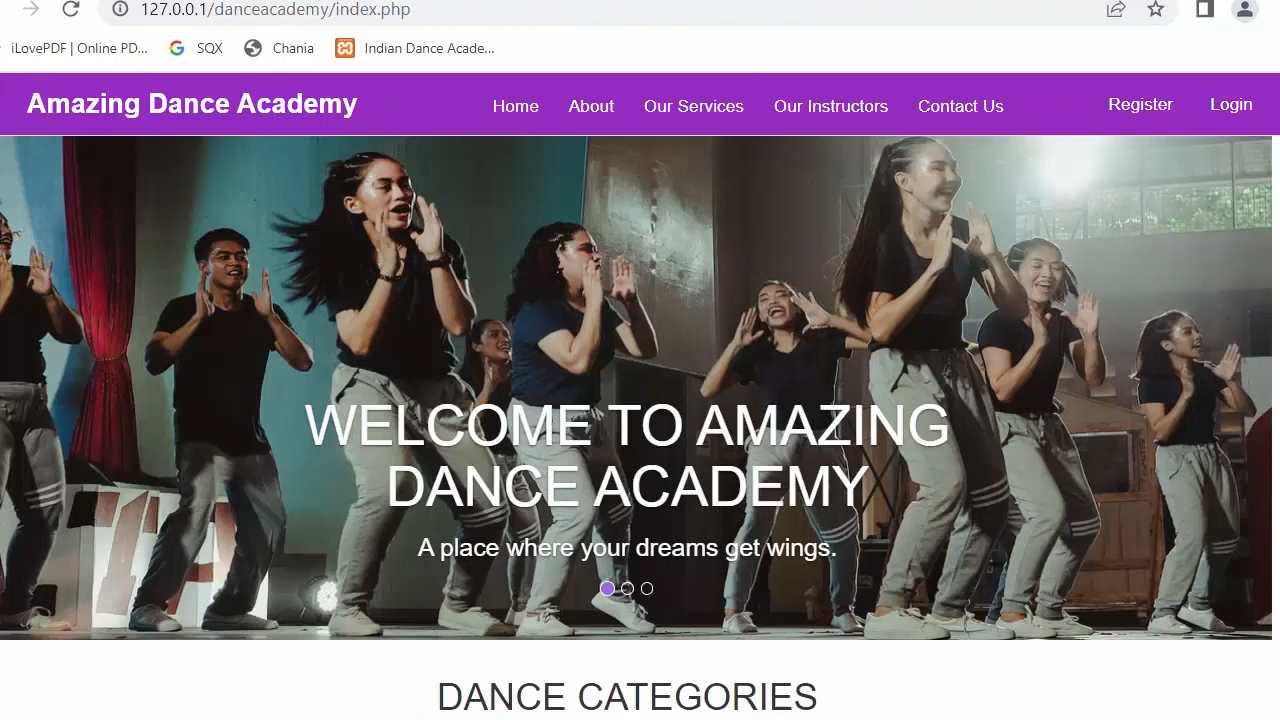 127.0.0.1/danceacademy/index.php
iLovePDF | Online PD... SQX Chania Indian Dance Acade...
Amazing Dance Academy Home About Our Services Our Instructors Contact Us Register Login
WELCOME TO AMAZING
DANCE ACADEMY
A place where your dreams get wings.
DANCE CATEGORIES